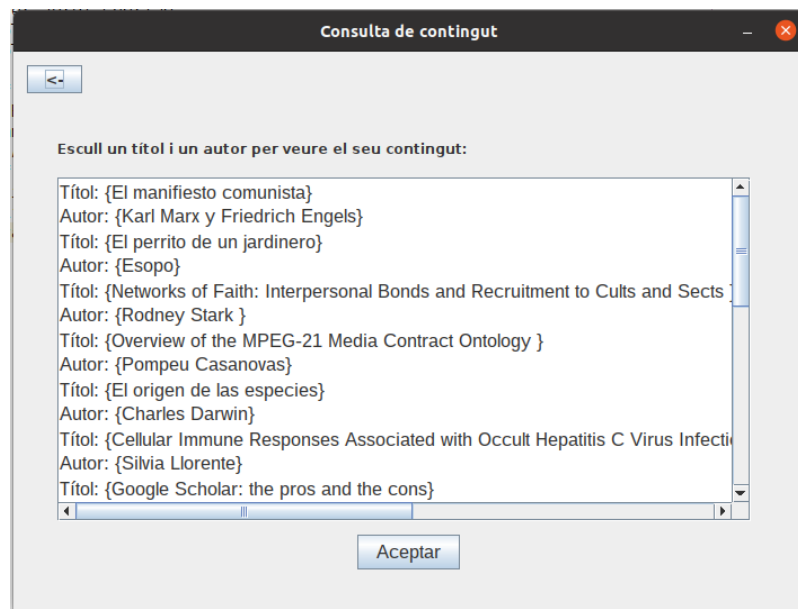 Consulta de contingut
<-
Escull un títol i un autor per veure el seu contingut:
Títol: {El manifiesto comunista}
Autor: {Karl Marx y Friedrich Engels}
Títol: {El perrito de un jardinero}
Autor: {Esopo}
Títol: {Networks of Faith: Interpersonal Bonds and Recruitment to Cults and Sects }
Autor: {Rodney Stark }
Títol: {Overview of the MPEG-21 Media Contract Ontology }
Autor: {Pompeu Casanovas}
Títol: {El origen de las especies}
Autor: {Charles Darwin}
Títol: {Cellular Immune Responses Associated with Occult Hepatitis C Virus Infecti
Autor: {Silvia Llorente}
Títol: {Google Scholar: the pros and the cons}
Aceptar